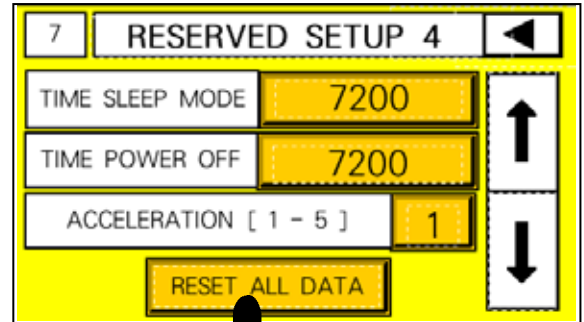 7 RESERVED SETUP 4
TIME SLEEP MODE 7200
TIME POWER OFF 7200
ACCELERATION [ 1 - 5 ] 1
RESET ALL DATA